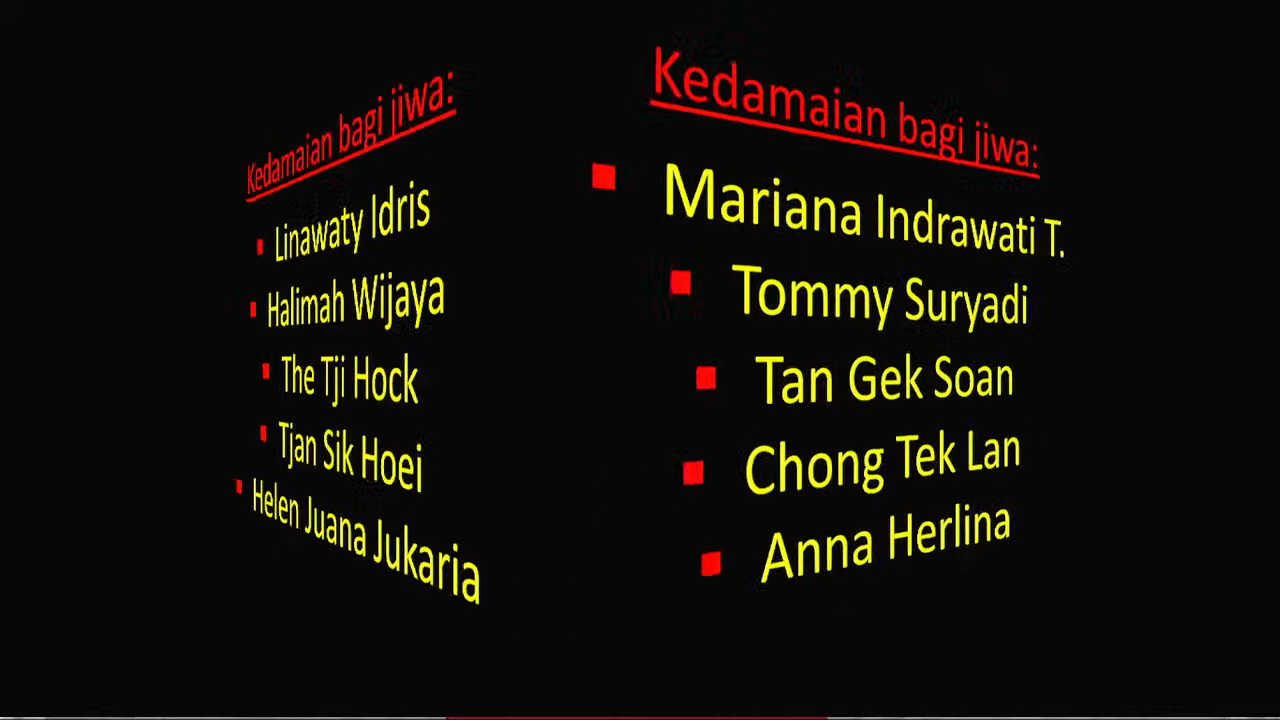 Kedamaian bagi jiwa:
Linawaty Idris
Halimah Wijaya
The Tji Hock
Tjan Sik Hoei
Helen Juana Jukaria
Kedamaian bagi jiwa:
Mariana Indrawati T.
Tommy Suryadi
Tan Gek Soan
Chong Tek Lan
Anna Herlina